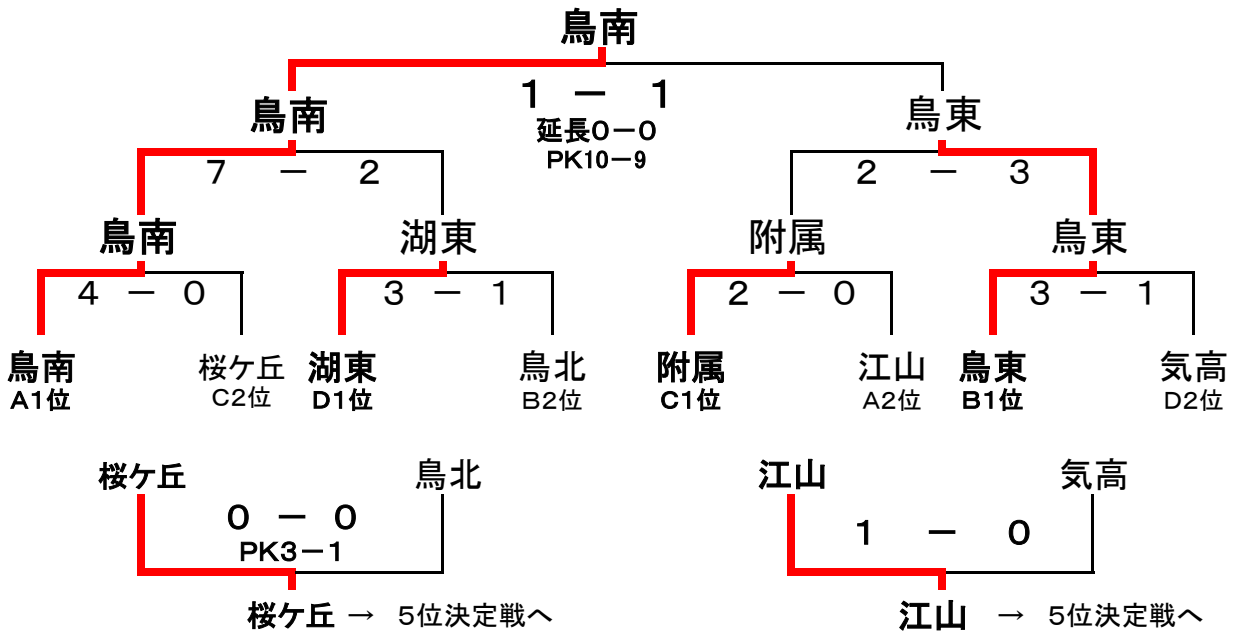 鳥南
1 － 1
延長0－0
PK10－9
鳥南 鳥東
7 － 2 2 － 3
鳥南 湖東 附属 鳥東
4 － 0 3 － 1 2 － 0 3 － 1
鳥南 桜ケ丘 湖東 鳥北 附属 江山 鳥東 気高
A1位 C2位 D1位 B2位 C1位 A2位 B1位 D2位
桜ケ丘 鳥北 江山 気高
0 － 0 1 － 0
PK3－1
桜ケ丘 → 5位決定戦へ 江山 → 5位決定戦へ